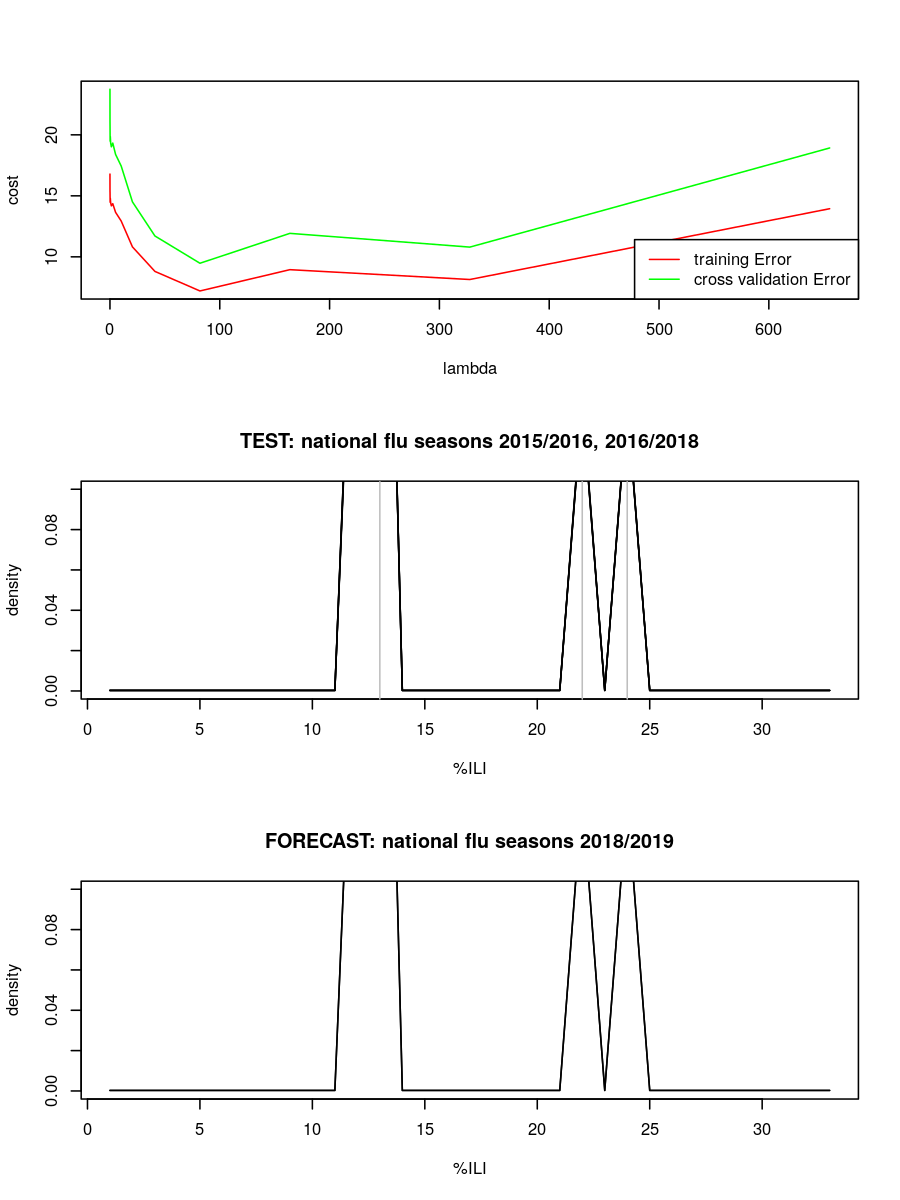 cost
20
15
10
training Error
cross validation Error
0 100 200 300 400 500 600
lambda
TEST: national flu seasons 2015/2016, 2016/2018
density
0.08
0.04
0.00
0 5 10 15 20 25 30
%ILI
FORECAST: national flu seasons 2018/2019
density
0.08
0.04
0.00
0 5 10 15 20 25 30
%ILI